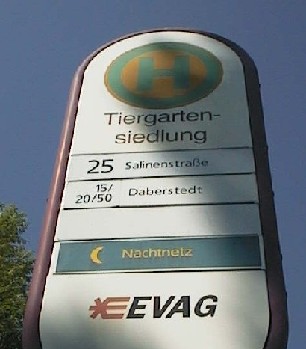 H
Tiergarten-
siedlung
25 Salinenstraße
15/
20/50 Daberstedt
Nachtnetz
EVAG